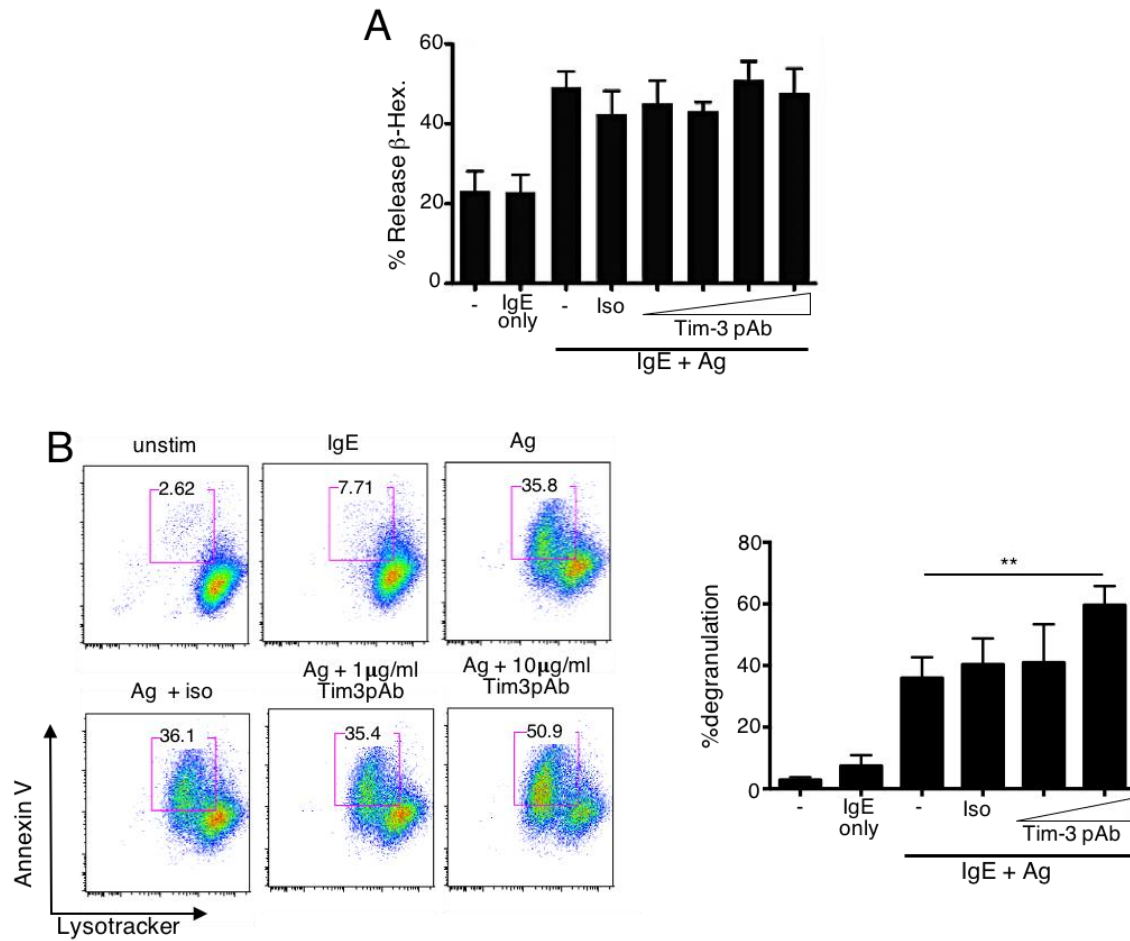 A
60
40
20
0
% Release β-Hex.
-
IgE only
-
Iso
Tim-3 pAb
IgE + Ag
B
unstim
IgE
Ag
2.62
7.71
35.8
Ag + iso
Ag + 1μg/ml
Tim3pAb
Ag + 10μg/ml
Tim3pAb
36.1
35.4
50.9
Annexin V
Lysotracker
80
60
40
20
0
%degranulation
**
-
IgE
only
-
Iso
Tim-3 pAb
IgE + Ag